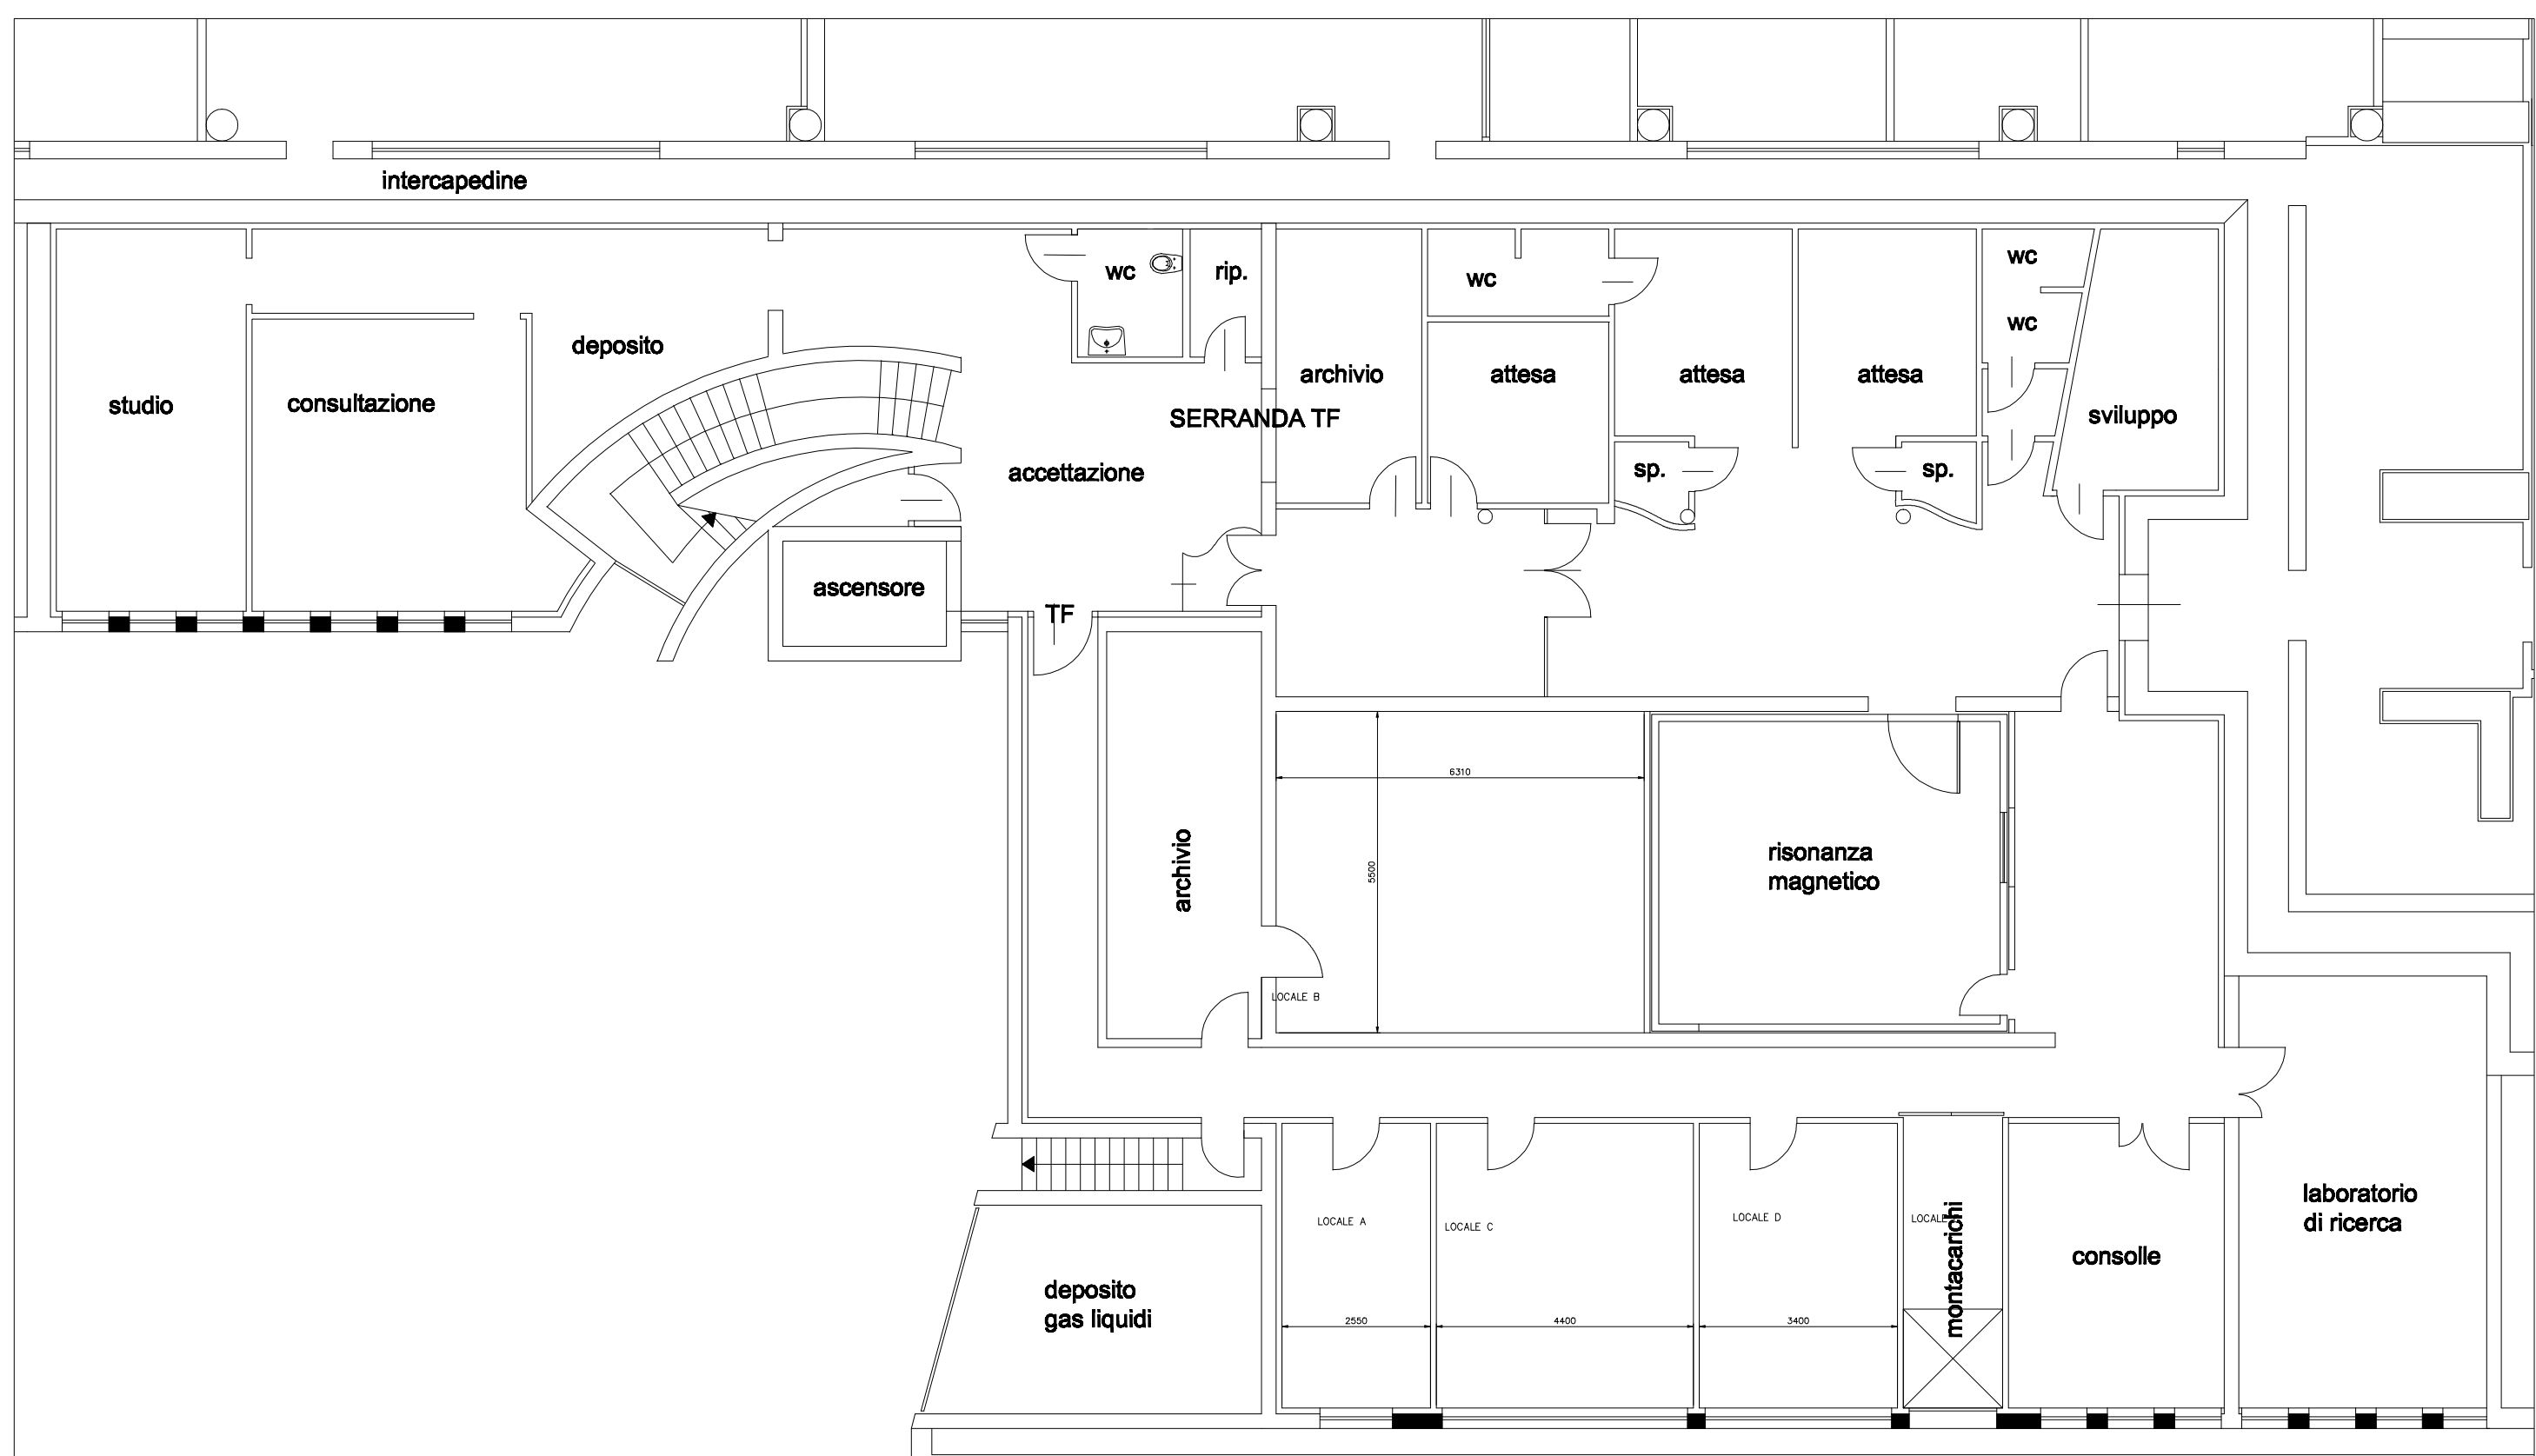 intercapedine
wc
rip.
wc
wc
wc
deposito
studio
consultazione
archivio
attesa
attesa
attesa
SERRANDA TF
sviluppo
accettazione
sp.
sp.
ascensore
TF
6310
5500
archivio
risonanza
magnetico
LOCALE B
LOCALE A
LOCALE C
LOCALE D
LOCALE
montacarichi
consolle
laboratorio
di ricerca
deposito
gas liquidi
2550
4400
3400